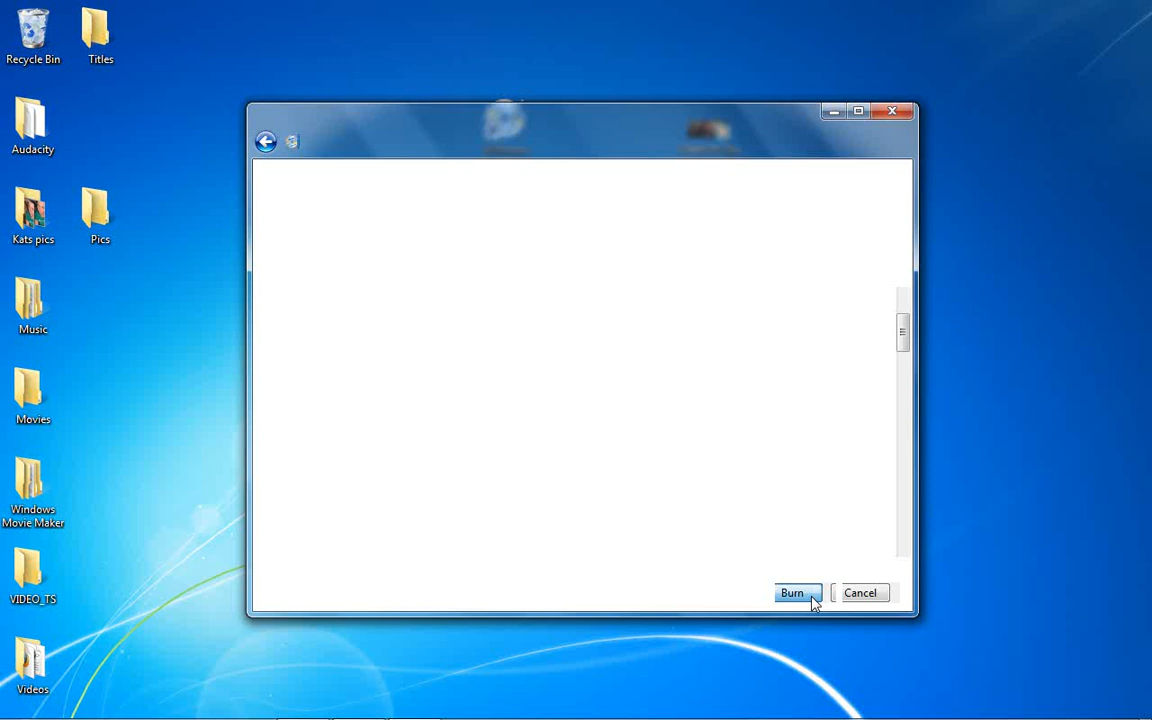 Recycle Bin
Titles
Audacity
Kats pics
Pics
Music
Movies
Windows
Movie Maker
VIDEO_TS
Videos
Burn
Cancel